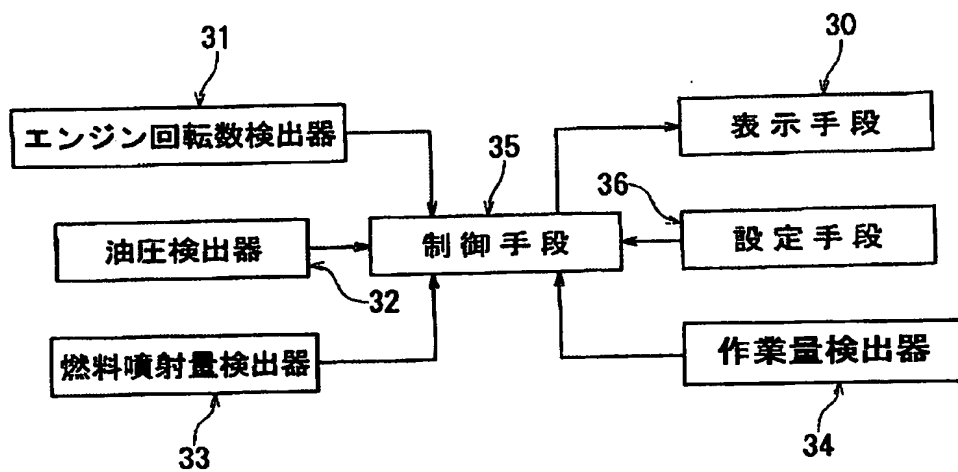 31
30
エンジン回転数検出器
表示手段
35
36
油圧検出器
制御手段
設定手段
32
燃料噴射量検出器
作業量検出器
33
34